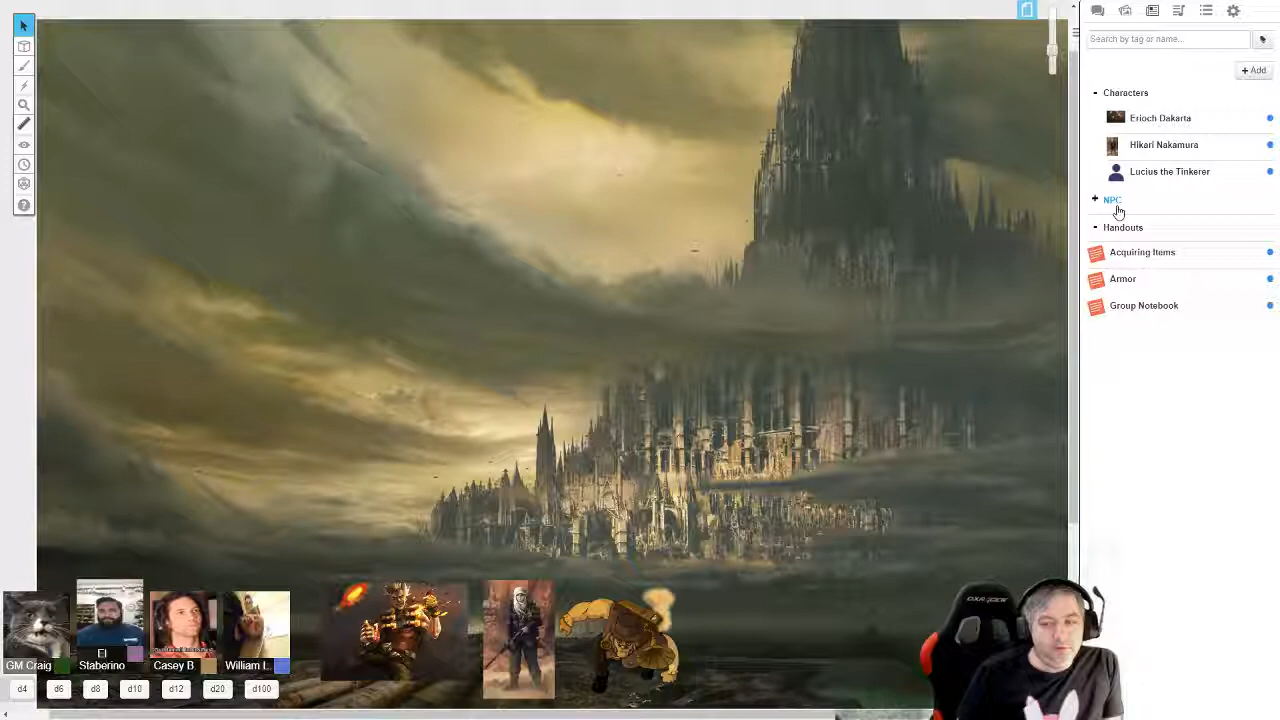 Search by tag or name...
+ Add
Characters
Erioch Dakarta
Hikari Nakamura
Lucius the Tinkerer
NPC
Handouts
Acquiring Items
Armor
Group Notebook
GM Craig
El Staberino
Casey B
William L.
d4
d6
d8
d10
d12
d20
d100